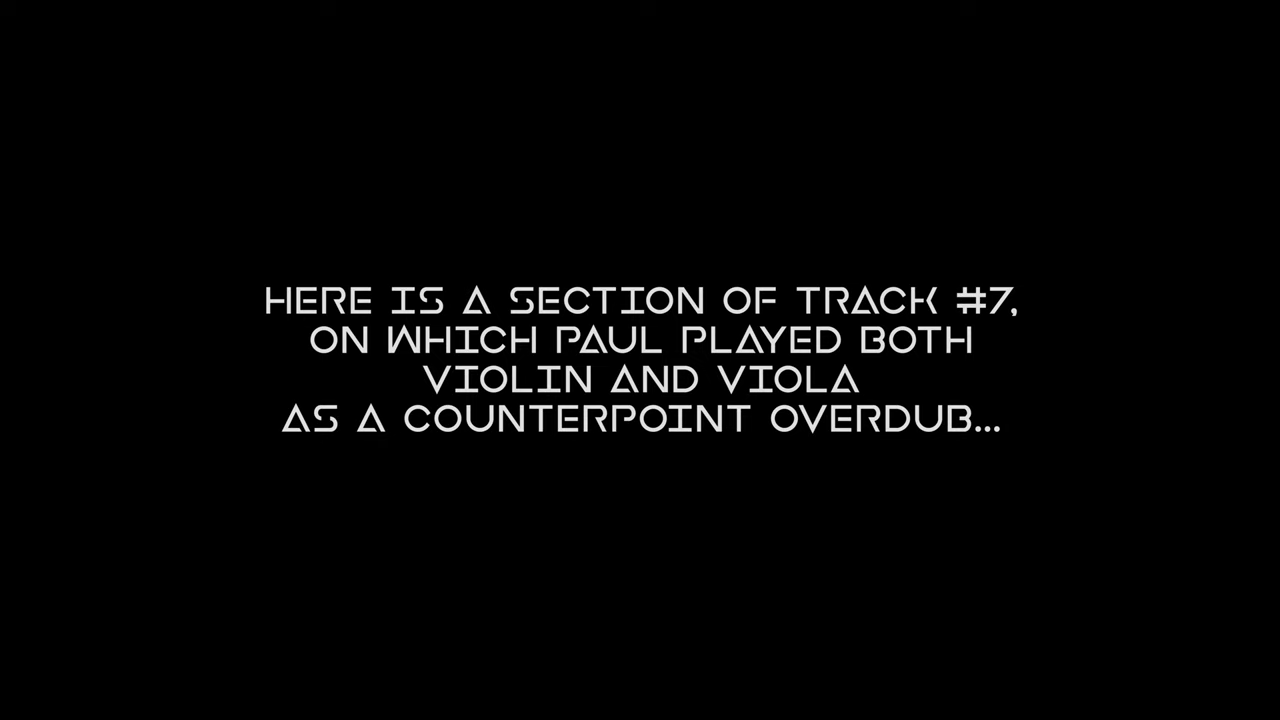 HERE IS A SECTION OF TRACK #7,
ON WHICH PAUL PLAYED BOTH
VIOLIN AND VIOLA
AS A COUNTERPOINT OVERDUB...